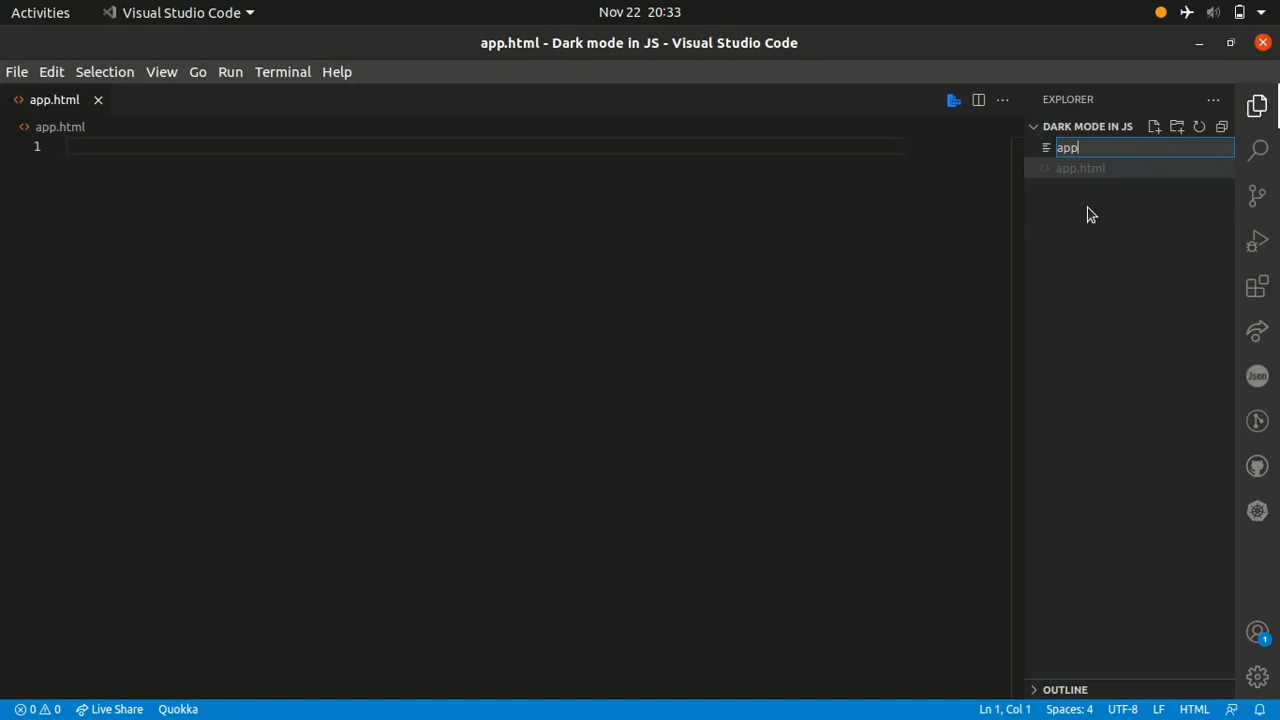 Activities Visual Studio Code Nov 22 20:33
app.html - Dark mode in JS - Visual Studio Code
File Edit Selection View Go Run Terminal Help
app.html
EXPLORER
app.html
DARK MODE IN JS
1
app
app.html
Json
1
OUTLINE
0 0 Live Share Quokka Ln 1, Col 1 Spaces: 4 UTF-8 LF HTML